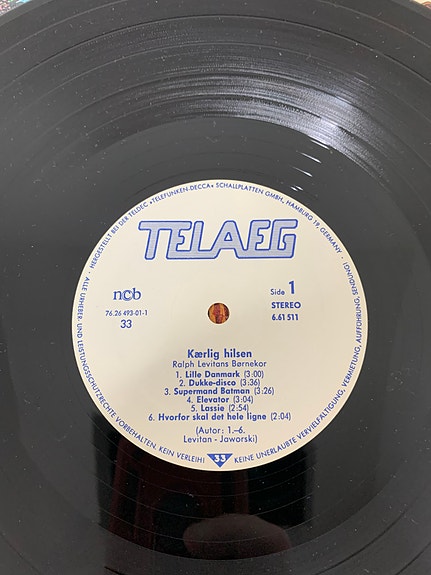 HERGESTELLT BEI DER TELDEC »TELEFUNKEN-DECCA« SCHALLPLATTEN GMBH, HAMBURG 19, GERMANY ·
TELAEG
ncb
Side 1
STEREO
76.26 493-01-1
6.61 511
33
Kærlig hilsen
Ralph Levitans Børnekor
1. Lille Danmark (3:00)
2. Dukke-disco (3:36)
3. Supermand Batman (3:26)
4. Elevator (3:04)
5. Lassie (2:54)
6. Hvorfor skal det hele ligne (2:04)
(Autor: 1.–6.
Levitan - Jaworski)
· ALLE URHEBER- UND LEISTUNGSSCHUTZRECHTE VORBEHALTEN. KEIN VERLEIH!
33
KEINE UNERLAUBTE VERVIELFÄLTIGUNG, VERMIETUNG, AUFFÜHRUNG, SENDUNG!